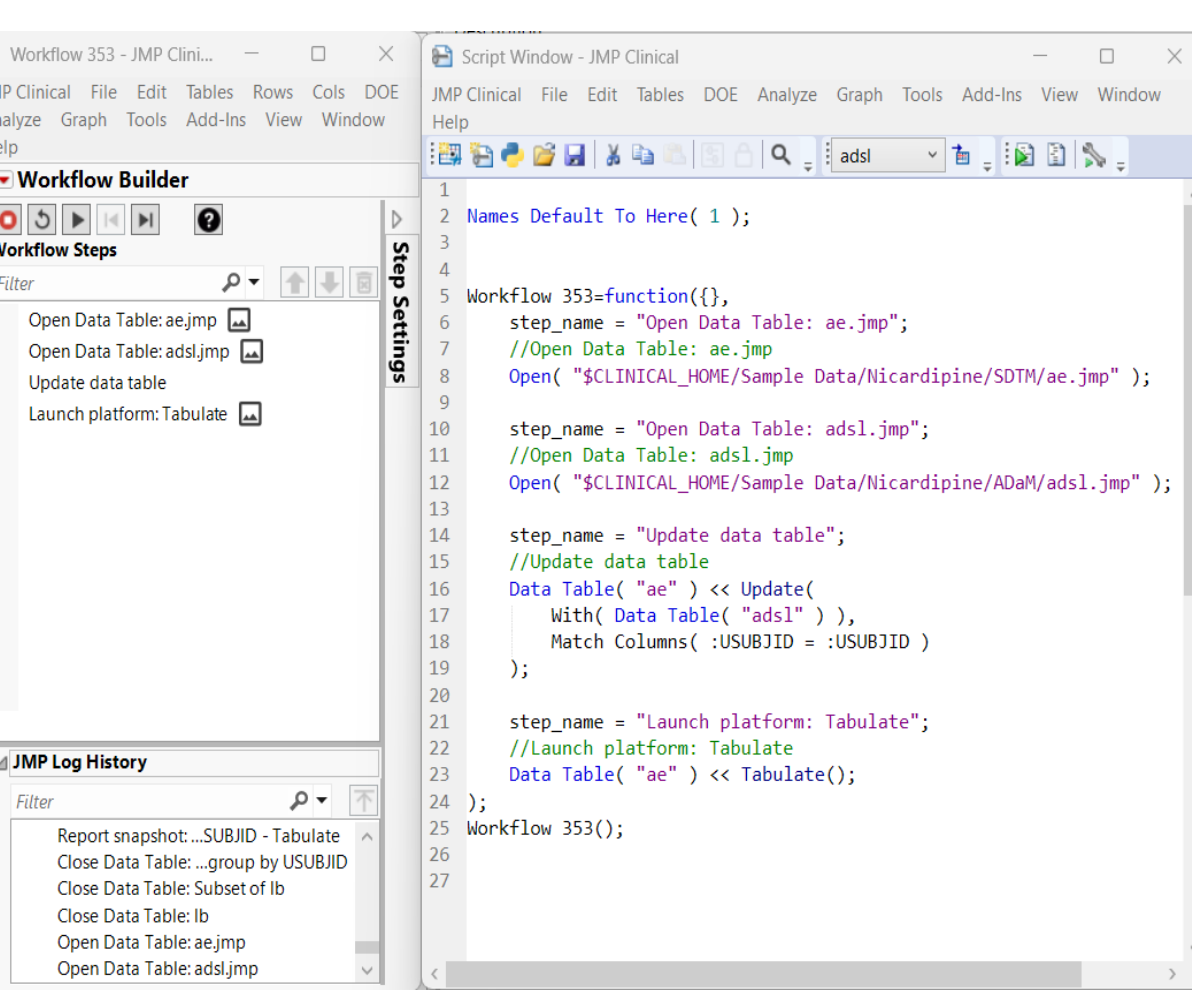 Workflow 353 - JMP Clini...
P Clinical File Edit Tables Rows Cols DOE
nalyze Graph Tools Add-Ins View Window
elp
Workflow Builder
Workflow Steps
Filter
Open Data Table: ae.jmp
Open Data Table: adsl.jmp
Update data table
Launch platform: Tabulate
Step Settings
JMP Log History
Filter
Report snapshot: ...SUBJID - Tabulate
Close Data Table: ...group by USUBJID
Close Data Table: Subset of lb
Close Data Table: lb
Open Data Table: ae.jmp
Open Data Table: adsl.jmp
Script Window - JMP Clinical
JMP Clinical File Edit Tables DOE Analyze Graph Tools Add-Ins View Window
Help
adsl
1
2 Names Default To Here( 1 );
3
4
5 Workflow 353=function({},
6 step_name = "Open Data Table: ae.jmp";
7 //Open Data Table: ae.jmp
8 Open( "$CLINICAL_HOME/Sample Data/Nicardipine/SDTM/ae.jmp" );
9
10 step_name = "Open Data Table: adsl.jmp";
11 //Open Data Table: adsl.jmp
12 Open( "$CLINICAL_HOME/Sample Data/Nicardipine/ADaM/adsl.jmp" );
13
14 step_name = "Update data table";
15 //Update data table
16 Data Table( "ae" ) << Update(
17 With( Data Table( "adsl" ) ),
18 Match Columns( :USUBJID = :USUBJID )
19 );
20
21 step_name = "Launch platform: Tabulate";
22 //Launch platform: Tabulate
23 Data Table( "ae" ) << Tabulate();
24 );
25 Workflow 353();
26
27